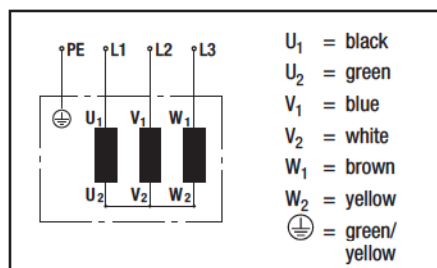 PE L1 L2 L3
U₁ V₁ W₁
U₂ V₂ W₂
U₁ = black
U₂ = green
V₁ = blue
V₂ = white
W₁ = brown
W₂ = yellow
⏚ = green/
yellow